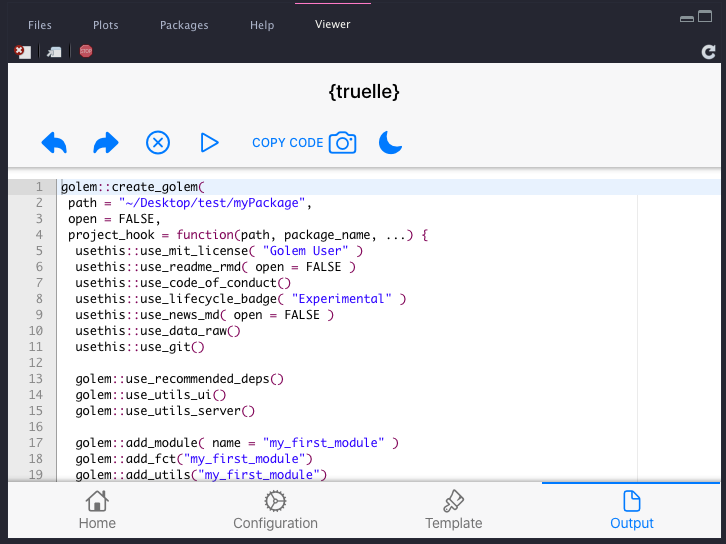 Files Plots Packages Help Viewer
STOP
{truelle}
COPY CODE
1 golem::create_golem(
2 path = "~/Desktop/test/myPackage",
3 open = FALSE,
4 project_hook = function(path, package_name, ...) {
5 usethis::use_mit_license( "Golem User" )
6 usethis::use_readme_rmd( open = FALSE )
7 usethis::use_code_of_conduct()
8 usethis::use_lifecycle_badge( "Experimental" )
9 usethis::use_news_md( open = FALSE )
10 usethis::use_data_raw()
11 usethis::use_git()
12
13 golem::use_recommended_deps()
14 golem::use_utils_ui()
15 golem::use_utils_server()
16
17 golem::add_module( name = "my_first_module" )
18 golem::add_fct("my_first_module")
19 golem::add_utils("my_first_module")
Home Configuration Template Output